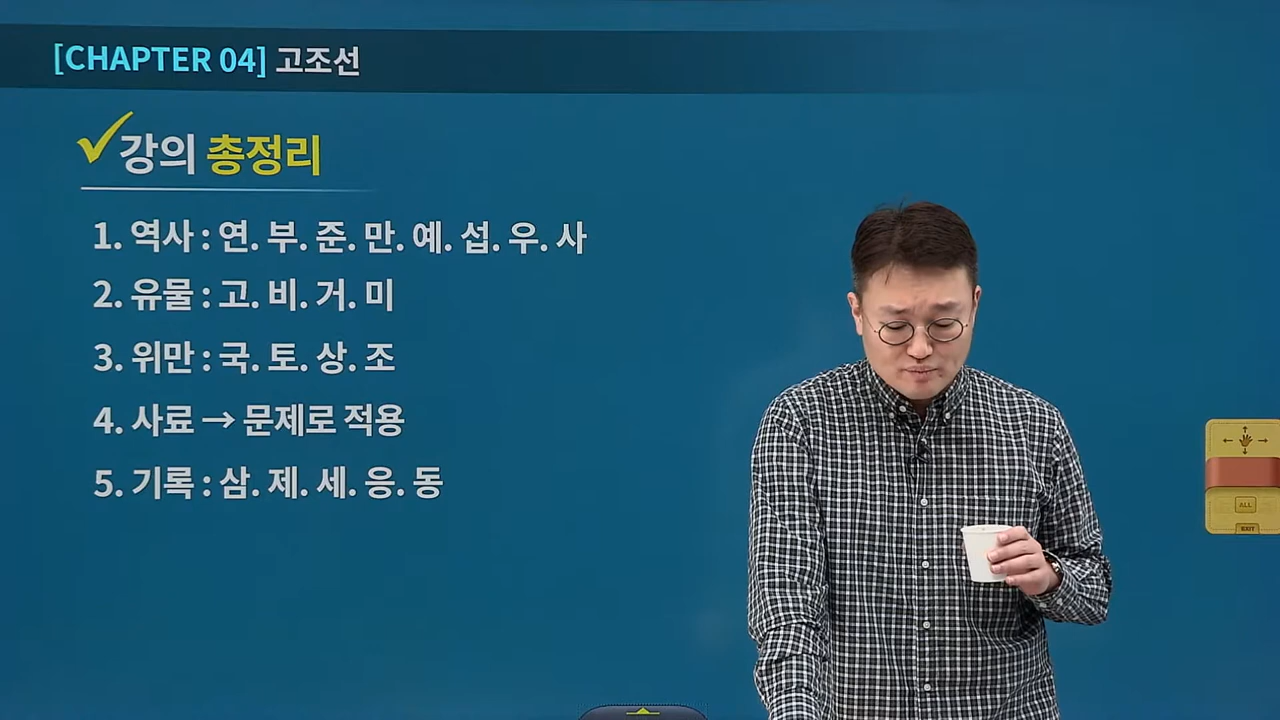 [CHAPTER 04] 고조선
강의 총정리
1. 역사 : 연. 부. 준. 만. 예. 섭. 우. 사
2. 유물 : 고. 비. 거. 미
3. 위만 : 국. 토. 상. 조
4. 사료 → 문제로 적용
5. 기록 : 삼. 제. 세. 응. 동
ALL
EXIT